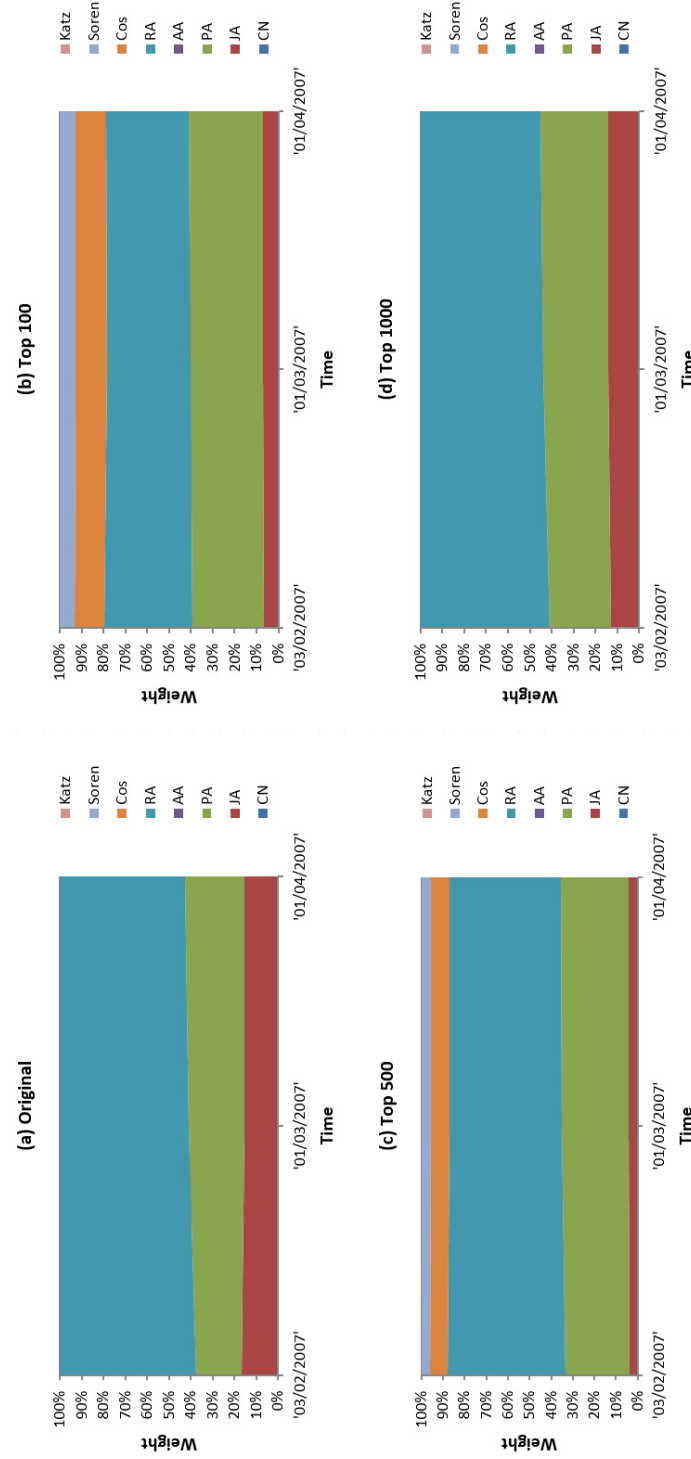 (a) Original
Weight
100%
90%
80%
70%
60%
50%
40%
30%
20%
10%
0%
'03/02/2007'
'01/03/2007'
'01/04/2007'
Time
Katz
Soren
Cos
RA
AA
PA
JA
CN
(b) Top 100
Weight
100%
90%
80%
70%
60%
50%
40%
30%
20%
10%
0%
'03/02/2007'
'01/03/2007'
'01/04/2007'
Time
Katz
Soren
Cos
RA
AA
PA
JA
CN
(c) Top 500
Weight
100%
90%
80%
70%
60%
50%
40%
30%
20%
10%
0%
'03/02/2007'
'01/03/2007'
'01/04/2007'
Time
Katz
Soren
Cos
RA
AA
PA
JA
CN
(d) Top 1000
Weight
100%
90%
80%
70%
60%
50%
40%
30%
20%
10%
0%
'03/02/2007'
'01/03/2007'
'01/04/2007'
Time
Katz
Soren
Cos
RA
AA
PA
JA
CN